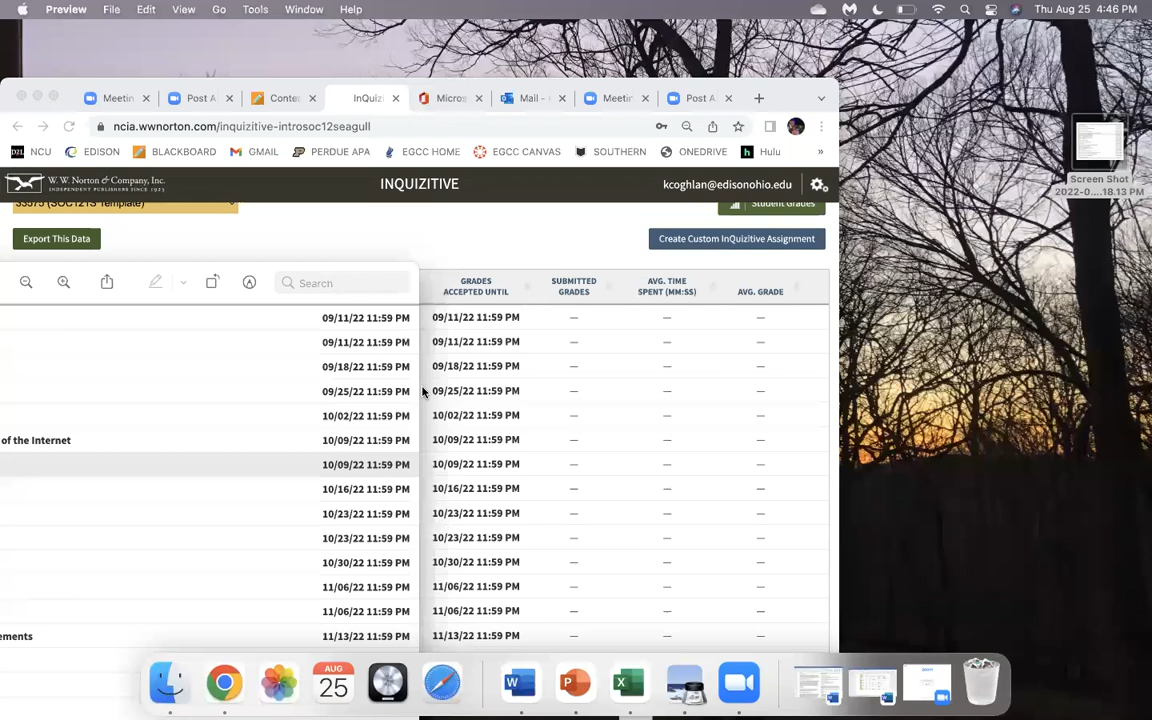 Preview File Edit View Go Tools Window Help Thu Aug 25 4:46 PM
Meetin Post A Conte InQuizi Micros Mail - Meetin Post A
ncia.wwnorton.com/inquizitive-introsoc12seagull
D2L NCU EDISON BLACKBOARD GMAIL PERDUE APA EGCC HOME EGCC CANVAS SOUTHERN ONEDRIVE h Hulu »
W. W. Norton & Company, Inc.
INDEPENDENT PUBLISHERS SINCE 1923
INQUIZITIVE
kcoghlan@edisonohio.edu
33575 (SOC121S Template)
Student Grades
Export This Data
Create Custom InQuizitive Assignment
Search
GRADES ACCEPTED UNTIL
SUBMITTED GRADES
AVG. TIME SPENT (MM:SS)
AVG. GRADE
09/11/22 11:59 PM 09/11/22 11:59 PM — — —
09/11/22 11:59 PM 09/11/22 11:59 PM — — —
09/18/22 11:59 PM 09/18/22 11:59 PM — — —
09/25/22 11:59 PM 09/25/22 11:59 PM — — —
10/02/22 11:59 PM 10/02/22 11:59 PM — — —
of the Internet 10/09/22 11:59 PM 10/09/22 11:59 PM — — —
10/09/22 11:59 PM 10/09/22 11:59 PM — — —
10/16/22 11:59 PM 10/16/22 11:59 PM — — —
10/23/22 11:59 PM 10/23/22 11:59 PM — — —
10/23/22 11:59 PM 10/23/22 11:59 PM — — —
10/30/22 11:59 PM 10/30/22 11:59 PM — — —
11/06/22 11:59 PM 11/06/22 11:59 PM — — —
11/06/22 11:59 PM 11/06/22 11:59 PM — — —
ements 11/13/22 11:59 PM 11/13/22 11:59 PM — — —
Screen Shot
2022-0....18.13 PM
AUG
25